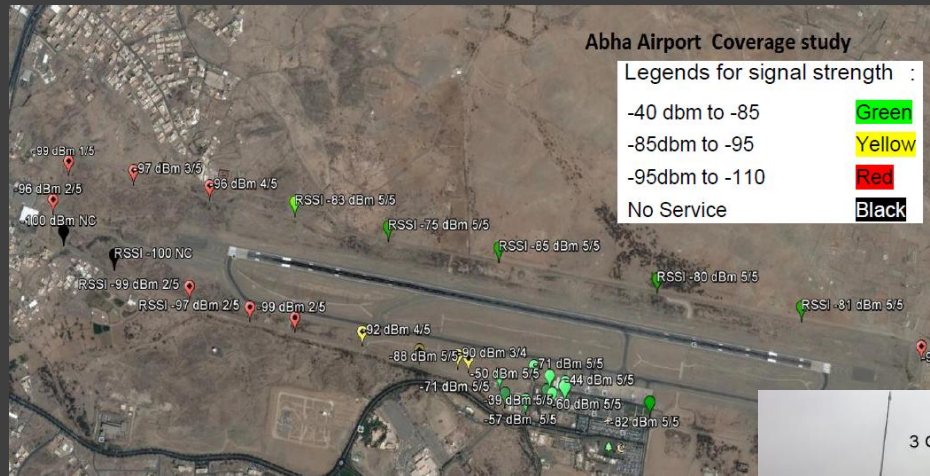 Abha Airport Coverage study
Legends for signal strength :
-40 dbm to -85 Green
-85dbm to -95 Yellow
-95dbm to -110 Red
No Service Black
-99 dBm 1/5
-97 dBm 3/5
-96 dBm 4/5
96 dBm 2/5
RSSI -83 dBm 5/5
-100 dBm NC
RSSI -75 dBm 5/5
RSSI -85 dBm 5/5
RSSI -100 NC
RSSI -80 dBm 5/5
RSSI -99 dBm 2/5
RSSI -97 dBm 2/5
-99 dBm 2/5
RSSI -81 dBm 5/5
-92 dBm 4/5
-88 dBm 5/5
-90 dBm 3/4
-71 dBm 5/5
-50 dBm 5/5
-44 dBm 5/5
-71 dBm 5/5
-39 dBm 5/5
-60 dBm 5/5
-57 dBm 5/5
-82 dBm 5/5